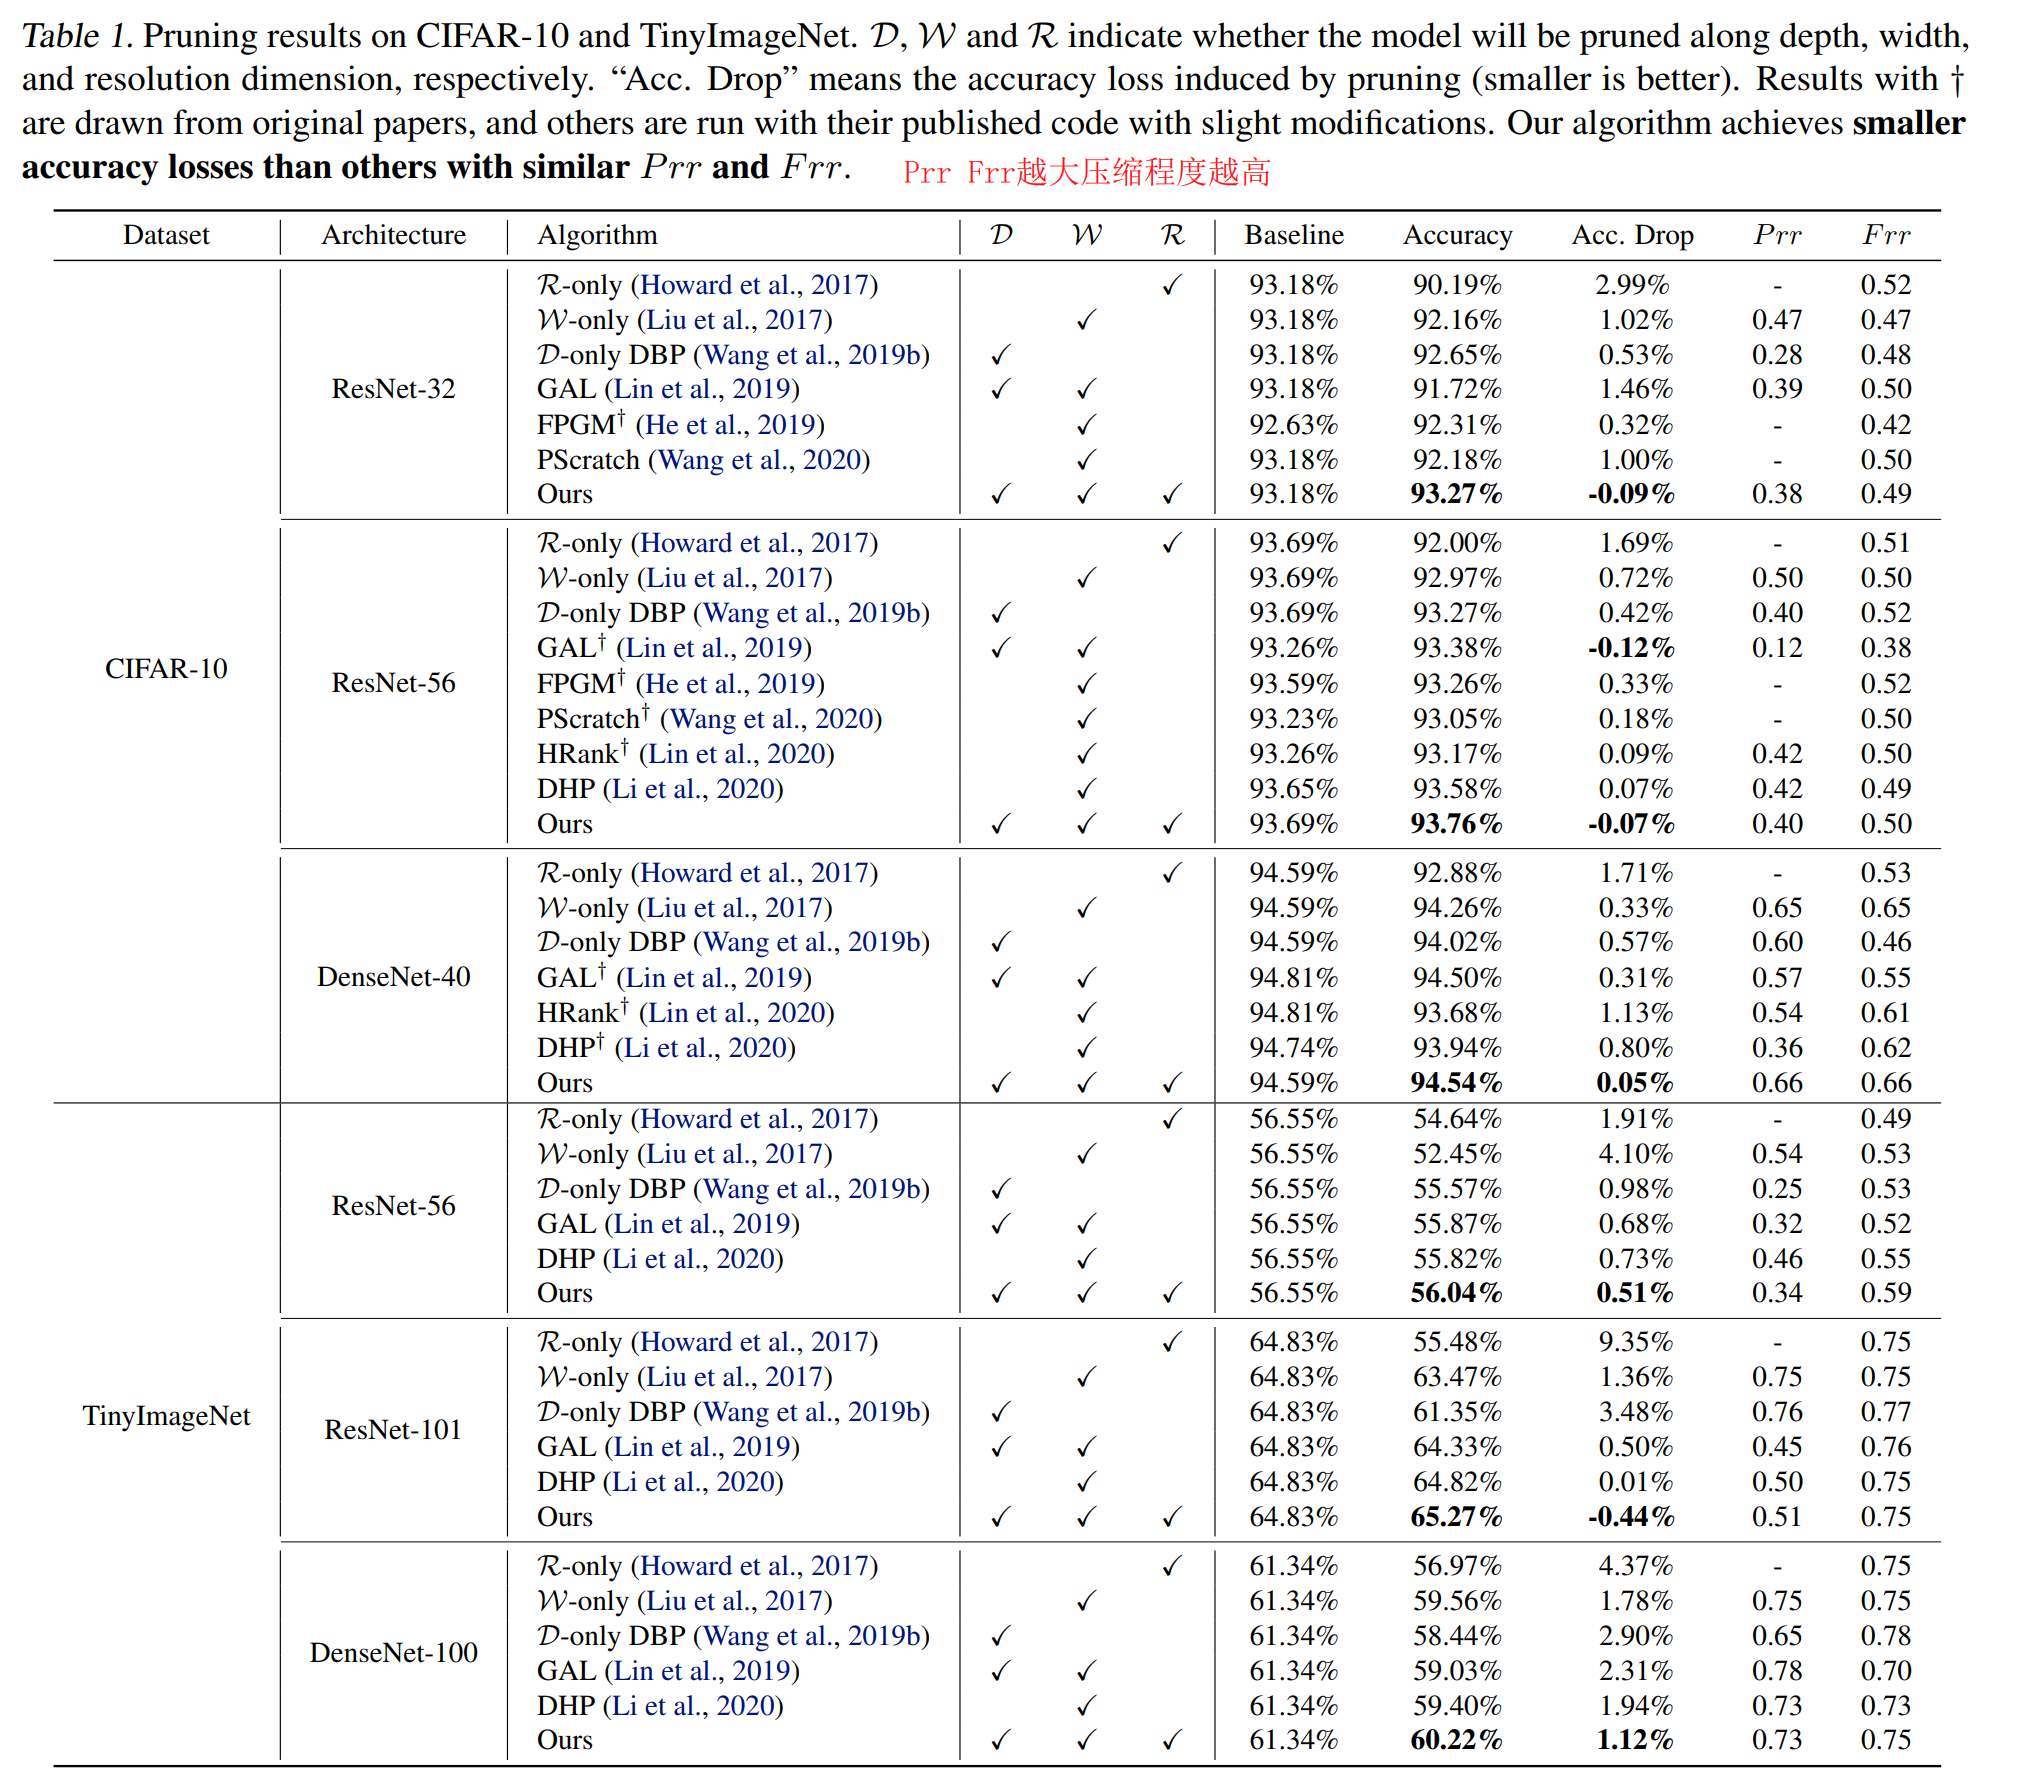 Table 1. Pruning results on CIFAR-10 and TinyImageNet. 𝒟, 𝒲 and ℛ indicate whether the model will be pruned along depth, width,
and resolution dimension, respectively. “Acc. Drop” means the accuracy loss induced by pruning (smaller is better). Results with †
are drawn from original papers, and others are run with their published code with slight modifications. Our algorithm achieves smaller
accuracy losses than others with similar Prr and Frr. Prr Frr越大压缩程度越高
Dataset Architecture Algorithm 𝒟 𝒲 ℛ Baseline Accuracy Acc. Drop Prr Frr
CIFAR-10
ResNet-32
ℛ-only (Howard et al., 2017) ✓ 93.18% 90.19% 2.99% - 0.52
𝒲-only (Liu et al., 2017) ✓ 93.18% 92.16% 1.02% 0.47 0.47
𝒟-only DBP (Wang et al., 2019b) ✓ 93.18% 92.65% 0.53% 0.28 0.48
GAL (Lin et al., 2019) ✓ ✓ 93.18% 91.72% 1.46% 0.39 0.50
FPGM† (He et al., 2019) ✓ 92.63% 92.31% 0.32% - 0.42
PScratch (Wang et al., 2020) ✓ 93.18% 92.18% 1.00% - 0.50
Ours ✓ ✓ ✓ 93.18% 93.27% -0.09% 0.38 0.49
ResNet-56
ℛ-only (Howard et al., 2017) ✓ 93.69% 92.00% 1.69% - 0.51
𝒲-only (Liu et al., 2017) ✓ 93.69% 92.97% 0.72% 0.50 0.50
𝒟-only DBP (Wang et al., 2019b) ✓ 93.69% 93.27% 0.42% 0.40 0.52
GAL† (Lin et al., 2019) ✓ ✓ 93.26% 93.38% -0.12% 0.12 0.38
FPGM† (He et al., 2019) ✓ 93.59% 93.26% 0.33% - 0.52
PScratch† (Wang et al., 2020) ✓ 93.23% 93.05% 0.18% - 0.50
HRank† (Lin et al., 2020) ✓ 93.26% 93.17% 0.09% 0.42 0.50
DHP (Li et al., 2020) ✓ 93.65% 93.58% 0.07% 0.42 0.49
Ours ✓ ✓ ✓ 93.69% 93.76% -0.07% 0.40 0.50
DenseNet-40
ℛ-only (Howard et al., 2017) ✓ 94.59% 92.88% 1.71% - 0.53
𝒲-only (Liu et al., 2017) ✓ 94.59% 94.26% 0.33% 0.65 0.65
𝒟-only DBP (Wang et al., 2019b) ✓ 94.59% 94.02% 0.57% 0.60 0.46
GAL† (Lin et al., 2019) ✓ ✓ 94.81% 94.50% 0.31% 0.57 0.55
HRank† (Lin et al., 2020) ✓ 94.81% 93.68% 1.13% 0.54 0.61
DHP† (Li et al., 2020) ✓ 94.74% 93.94% 0.80% 0.36 0.62
Ours ✓ ✓ ✓ 94.59% 94.54% 0.05% 0.66 0.66
TinyImageNet
ResNet-56
ℛ-only (Howard et al., 2017) ✓ 56.55% 54.64% 1.91% - 0.49
𝒲-only (Liu et al., 2017) ✓ 56.55% 52.45% 4.10% 0.54 0.53
𝒟-only DBP (Wang et al., 2019b) ✓ 56.55% 55.57% 0.98% 0.25 0.53
GAL (Lin et al., 2019) ✓ ✓ 56.55% 55.87% 0.68% 0.32 0.52
DHP (Li et al., 2020) ✓ 56.55% 55.82% 0.73% 0.46 0.55
Ours ✓ ✓ ✓ 56.55% 56.04% 0.51% 0.34 0.59
ResNet-101
ℛ-only (Howard et al., 2017) ✓ 64.83% 55.48% 9.35% - 0.75
𝒲-only (Liu et al., 2017) ✓ 64.83% 63.47% 1.36% 0.75 0.75
𝒟-only DBP (Wang et al., 2019b) ✓ 64.83% 61.35% 3.48% 0.76 0.77
GAL (Lin et al., 2019) ✓ ✓ 64.83% 64.33% 0.50% 0.45 0.76
DHP (Li et al., 2020) ✓ 64.83% 64.82% 0.01% 0.50 0.75
Ours ✓ ✓ ✓ 64.83% 65.27% -0.44% 0.51 0.75
DenseNet-100
ℛ-only (Howard et al., 2017) ✓ 61.34% 56.97% 4.37% - 0.75
𝒲-only (Liu et al., 2017) ✓ 61.34% 59.56% 1.78% 0.75 0.75
𝒟-only DBP (Wang et al., 2019b) ✓ 61.34% 58.44% 2.90% 0.65 0.78
GAL (Lin et al., 2019) ✓ ✓ 61.34% 59.03% 2.31% 0.78 0.70
DHP (Li et al., 2020) ✓ 61.34% 59.40% 1.94% 0.73 0.73
Ours ✓ ✓ ✓ 61.34% 60.22% 1.12% 0.73 0.75